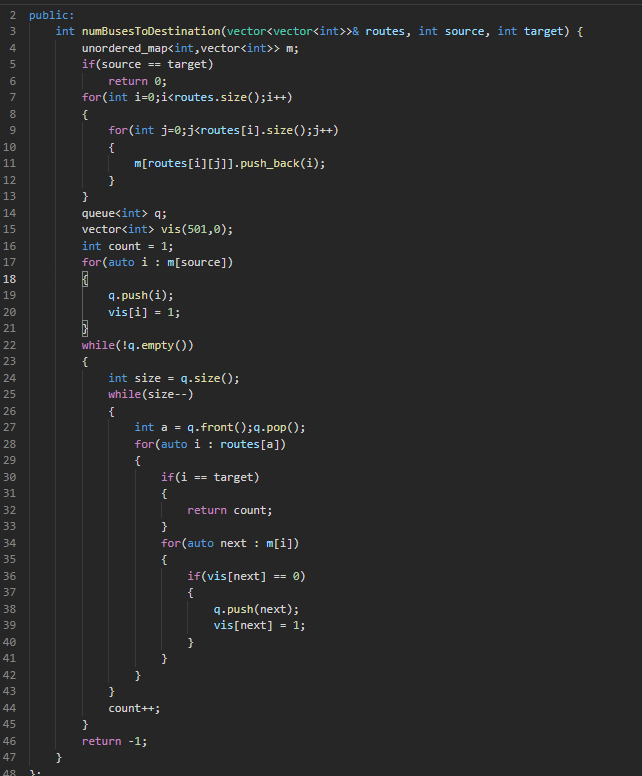 2 public:
3     int numBusesToDestination(vector<vector<int>>& routes, int source, int target) {
4         unordered_map<int,vector<int>> m;
5         if(source == target)
6             return 0;
7         for(int i=0;i<routes.size();i++)
8         {
9             for(int j=0;j<routes[i].size();j++)
10             {
11                 m[routes[i][j]].push_back(i);
12             }
13         }
14         queue<int> q;
15         vector<int> vis(501,0);
16         int count = 1;
17         for(auto i : m[source])
18         {
19             q.push(i);
20             vis[i] = 1;
21         }
22         while(!q.empty())
23         {
24             int size = q.size();
25             while(size--)
26             {
27                 int a = q.front();q.pop();
28                 for(auto i : routes[a])
29                 {
30                     if(i == target)
31                     {
32                         return count;
33                     }
34                     for(auto next : m[i])
35                     {
36                         if(vis[next] == 0)
37                         {
38                             q.push(next);
39                             vis[next] = 1;
40                         }
41                     }
42                 }
43             }
44             count++;
45         }
46         return -1;
47     }
48 };